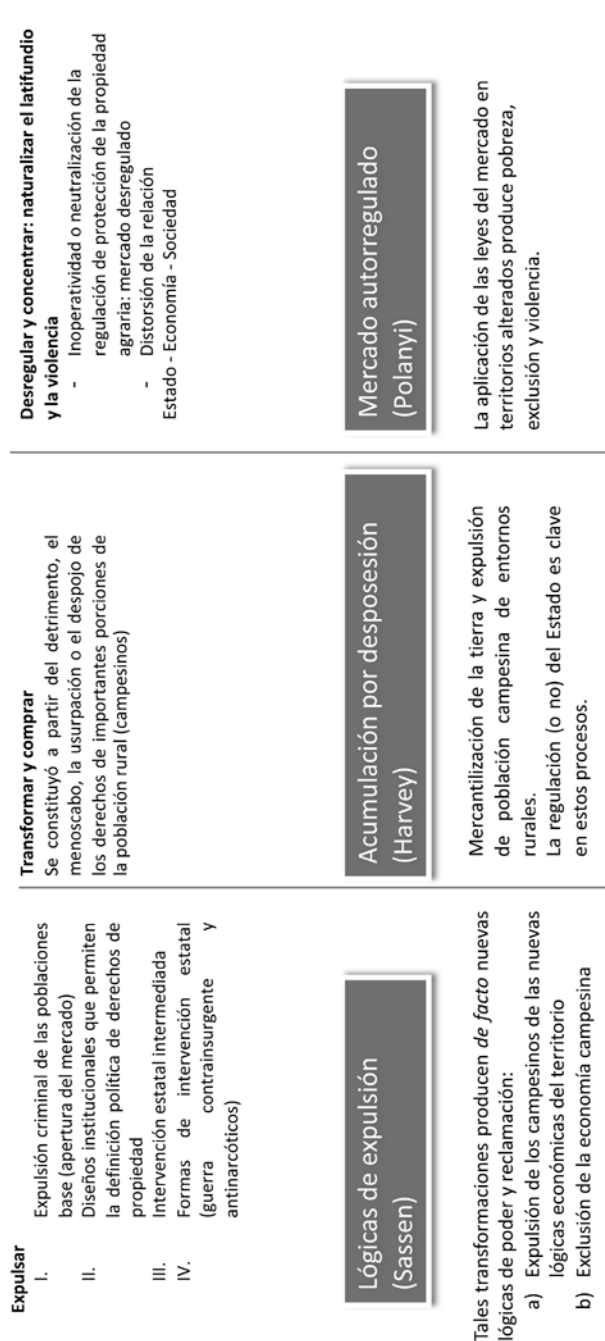 Expulsar
I. Expulsión criminal de las poblaciones
base (apertura del mercado)
II. Diseños institucionales que permiten
la definición política de derechos de
propiedad
III. Intervención estatal intermediada
IV. Formas de intervención estatal
(guerra contrainsurgente y
antinarcóticos)
Lógicas de expulsión
(Sassen)
Tales transformaciones producen de facto nuevas
lógicas de poder y reclamación:
a) Expulsión de los campesinos de las nuevas
lógicas económicas del territorio
b) Exclusión de la economía campesina
Transformar y comprar
Se constituyó a partir del detrimento, el
menoscabo, la usurpación o el despojo de
los derechos de importantes porciones de
la población rural (campesinos)
Acumulación por desposesión
(Harvey)
Mercantilización de la tierra y expulsión
de población campesina de entornos
rurales.
La regulación (o no) del Estado es clave
en estos procesos.
Desregular y concentrar: naturalizar el latifundio
y la violencia
- Inoperatividad o neutralización de la
regulación de protección de la propiedad
agraria: mercado desregulado
- Distorsión de la relación
Estado - Economía - Sociedad
Mercado autorregulado
(Polanyi)
La aplicación de las leyes del mercado en
territorios alterados produce pobreza,
exclusión y violencia.